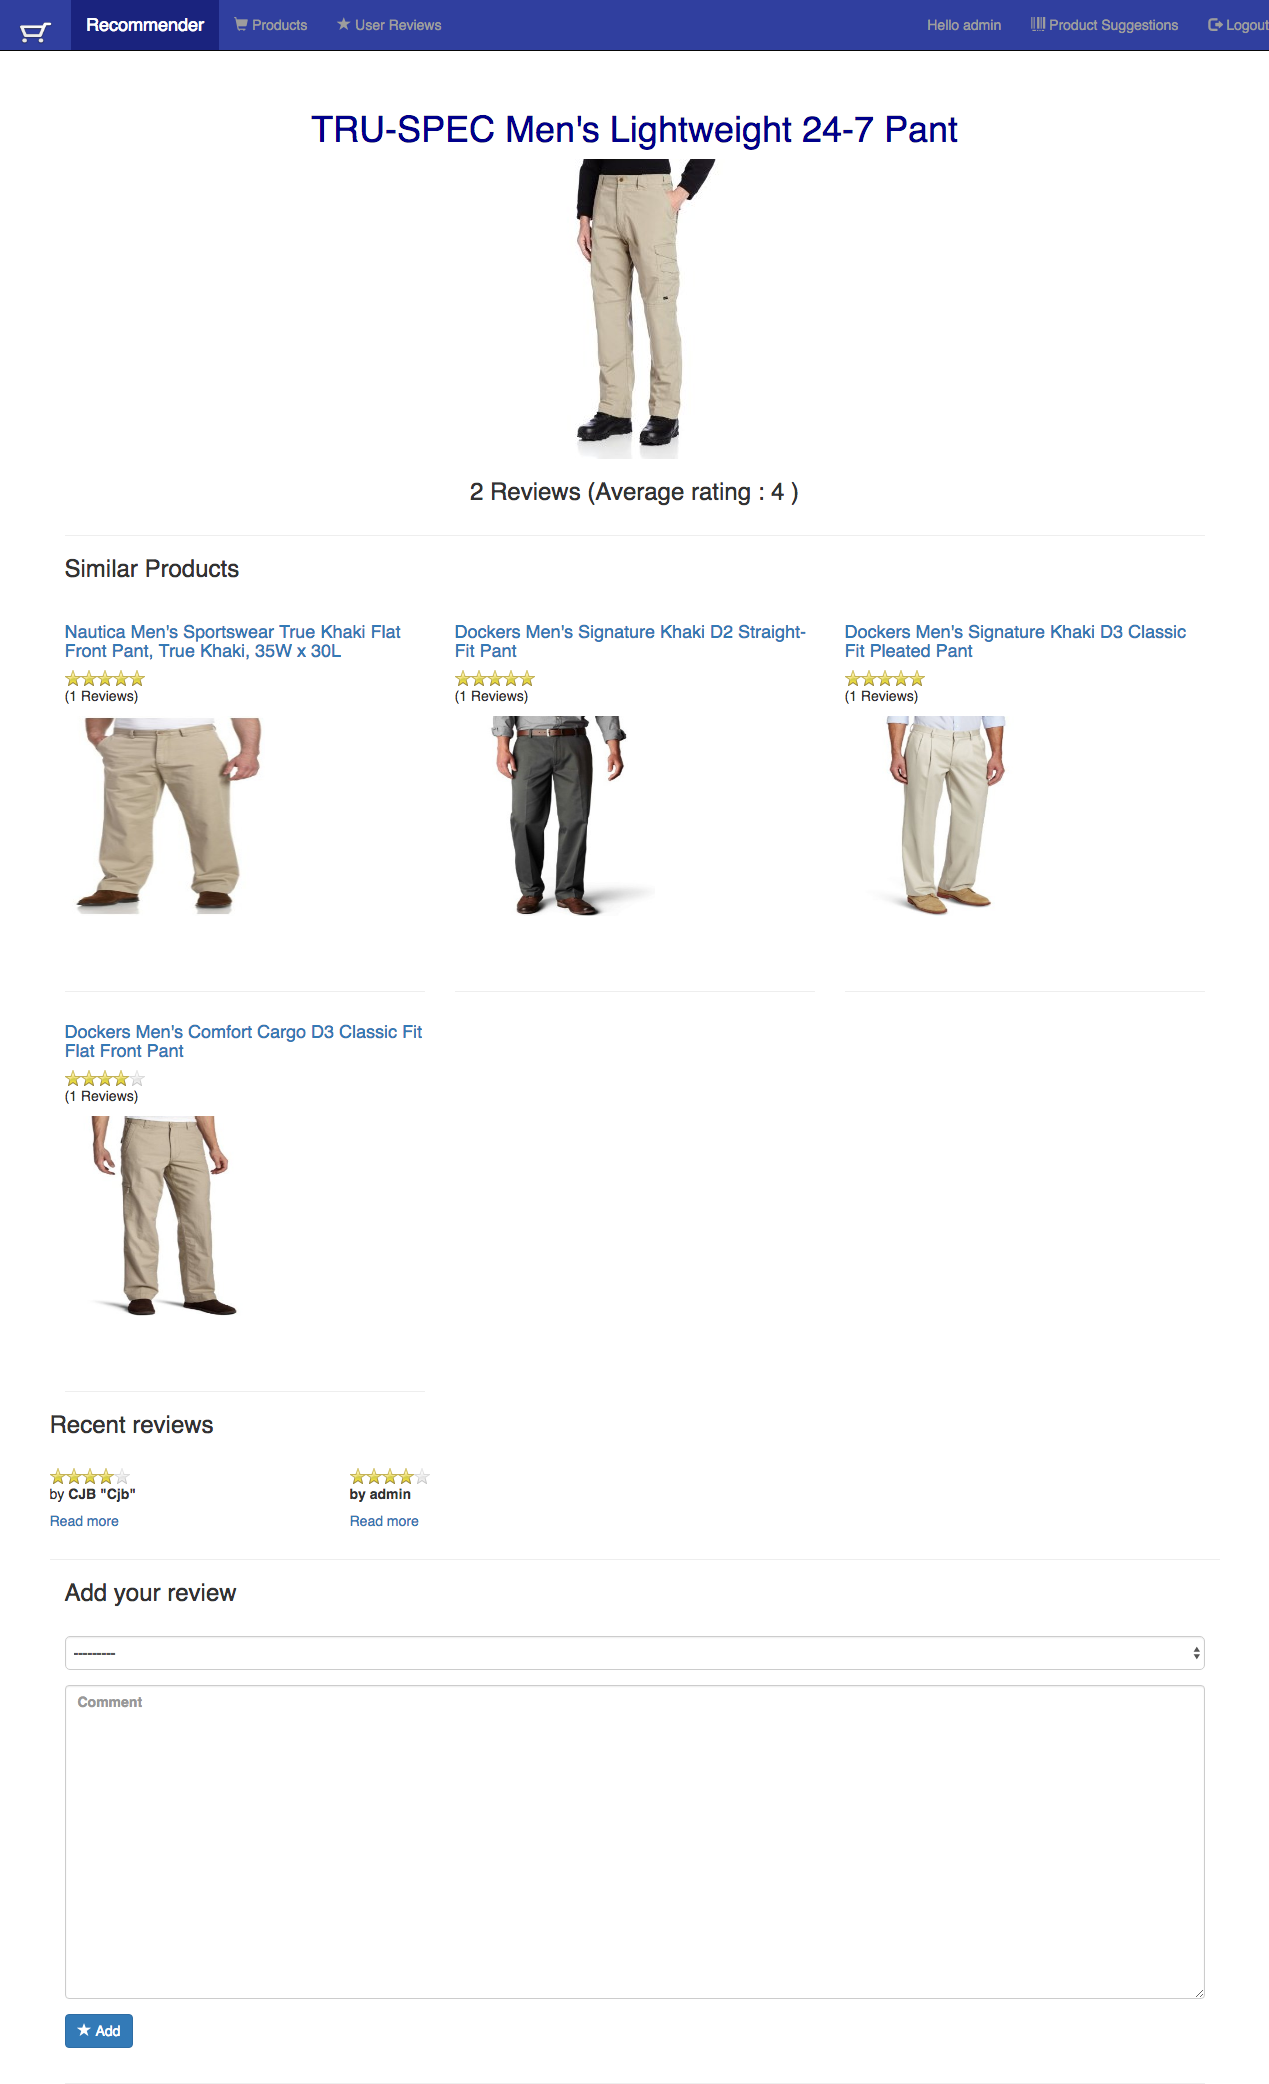 Recommender
Products
User Reviews
Hello admin
Product Suggestions
Logout
TRU-SPEC Men's Lightweight 24-7 Pant
2 Reviews (Average rating : 4 )
Similar Products
Nautica Men's Sportswear True Khaki Flat
Front Pant, True Khaki, 35W x 30L
(1 Reviews)
Dockers Men's Signature Khaki D2 Straight-
Fit Pant
(1 Reviews)
Dockers Men's Signature Khaki D3 Classic
Fit Pleated Pant
(1 Reviews)
Dockers Men's Comfort Cargo D3 Classic Fit
Flat Front Pant
(1 Reviews)
Recent reviews
by CJB "Cjb"
Read more
by admin
Read more
Add your review
---------
Comment
Add